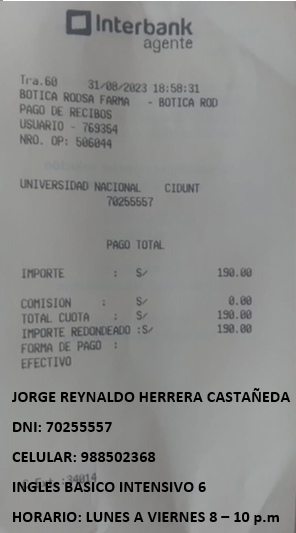 Interbank
agente
Tra.60 31/08/2023 18:58:31
BOTICA RODSA FARMA - BOTICA ROD
PAGO DE RECIBOS
USUARIO - 769354
NRO. OP: 506044
UNIVERSIDAD NACIONAL CIDUNT
70255557
PAGO TOTAL
IMPORTE : S/ 190.00
COMISION : S/ 0.00
TOTAL CUOTA : S/ 190.00
IMPORTE REDONDEADO :S/ 190.00
FORMA DE PAGO :
EFECTIVO
JORGE REYNALDO HERRERA CASTAÑEDA
DNI: 70255557
CELULAR: 988502368
34014
INGLES BASICO INTENSIVO 6
HORARIO: LUNES A VIERNES 8 – 10 p.m